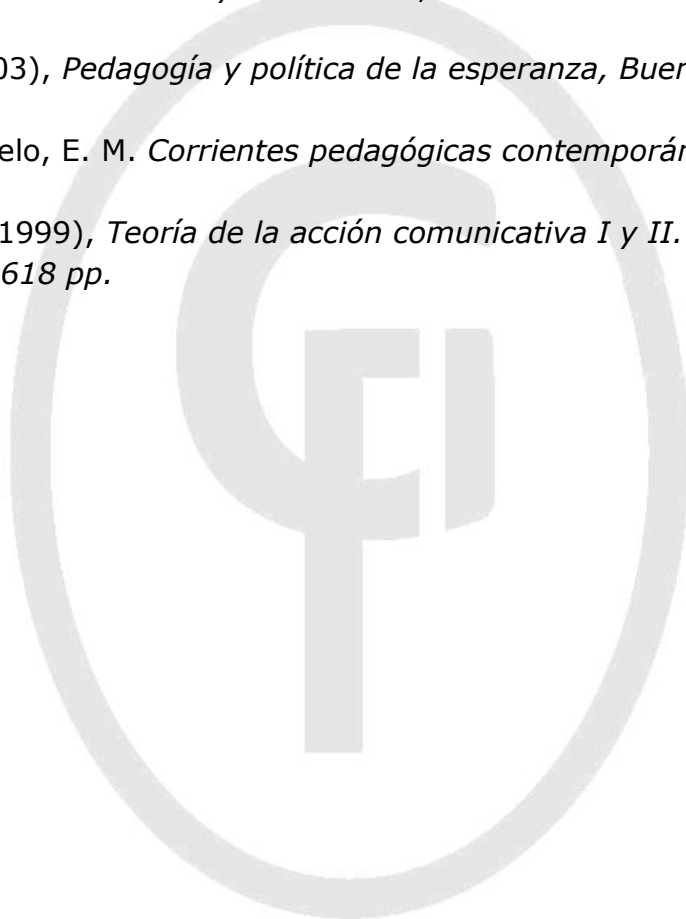 03), Pedagogía y política de la esperanza, Buen
elo, E. M. Corrientes pedagógicas contemporán
1999), Teoría de la acción comunicativa I y II.
618 pp.